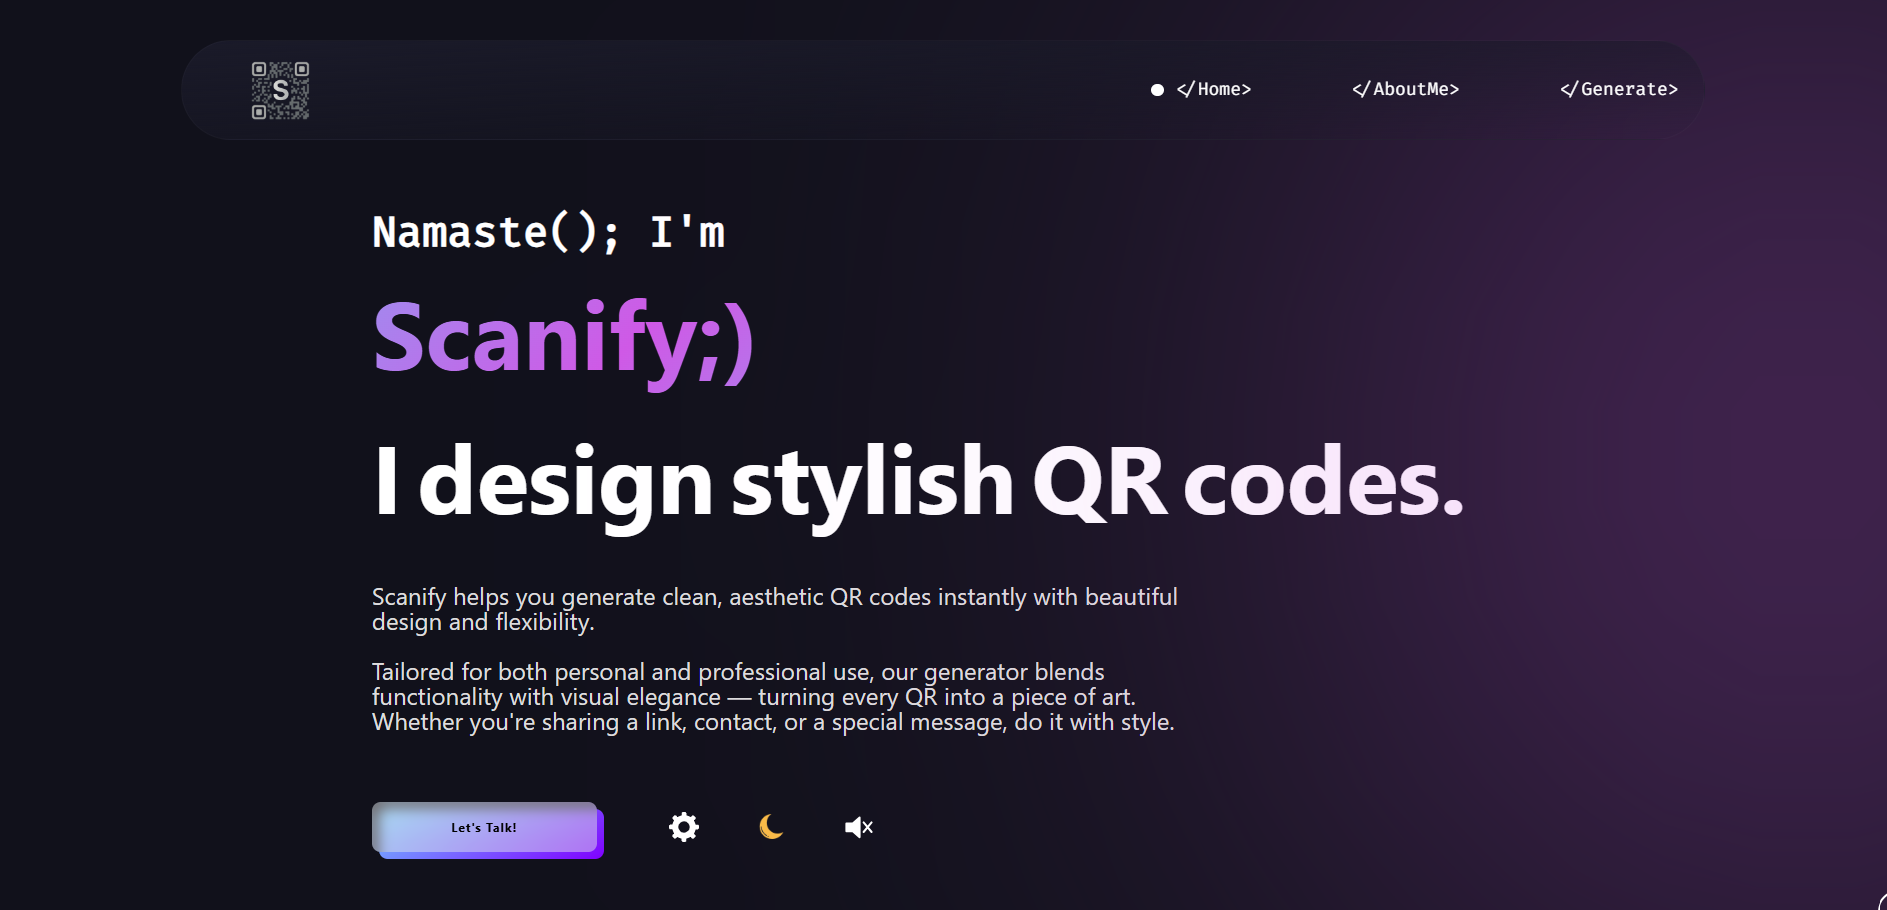 S
</Home>
</AboutMe>
</Generate>
Namaste(); I'm
Scanify;)
I design stylish QR codes.
Scanify helps you generate clean, aesthetic QR codes instantly with beautiful
design and flexibility.
Tailored for both personal and professional use, our generator blends
functionality with visual elegance — turning every QR into a piece of art.
Whether you're sharing a link, contact, or a special message, do it with style.
Let's Talk!